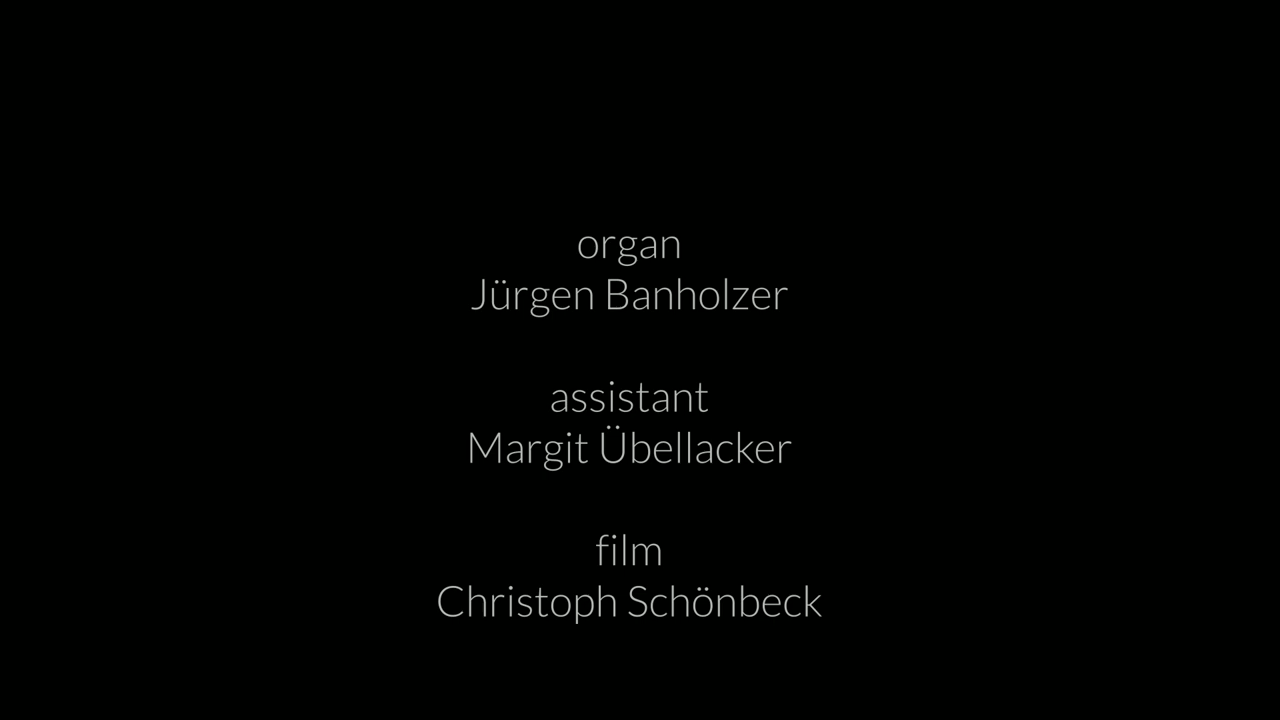 organ
Jürgen Banholzer
assistant
Margit Übellacker
film
Christoph Schönbeck